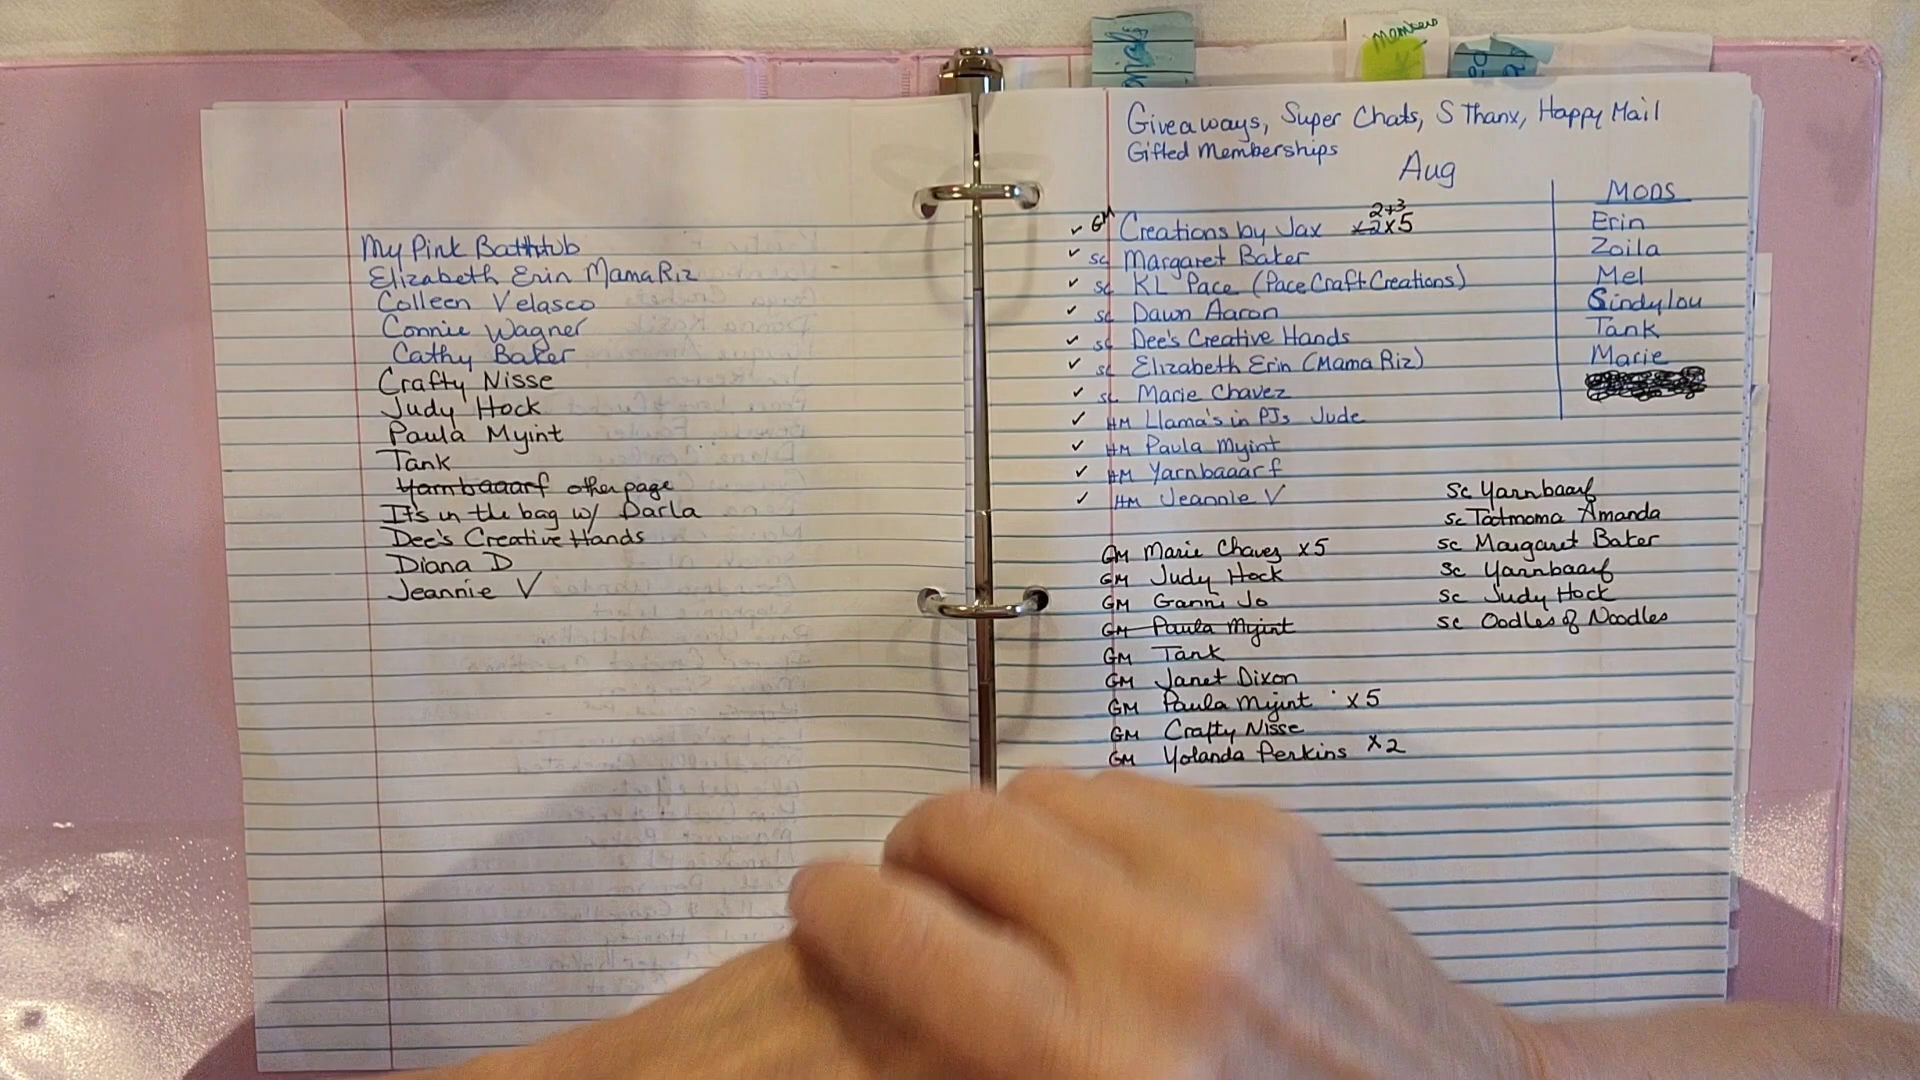 Members
My Pink Bathtub
Elizabeth Erin MamaRiz
Colleen Velasco
Connie Wagner
Cathy Baker
Crafty Nisse
Judy Hock
Paula Myint
Tank
Yarnbaaarf other page
It's in the bag w/ Darla
Dee's Creative Hands
Diana D
Jeannie V
Giveaways, Super Chats, S Thanx, Happy Mail
Gifted Memberships
Aug
✓ GM Creations by Jax x2x5 2+3
✓ SC Margaret Baker
✓ SC KL Pace (PaceCraftCreations)
✓ SC Dawn Aaron
✓ SC Dee's Creative Hands
✓ SC Elizabeth Erin (Mama Riz)
✓ SC Marie Chavez
✓ HM Llama's in PJs Jude
✓ HM Paula Myint
✓ HM Yarnbaaarf
✓ HM Jeannie V
GM Marie Chavez x5
GM Judy Hock
GM Ganni Jo
GM Paula Myint
GM Tank
GM Janet Dixon
GM Paula Myint x5
GM Crafty Nisse
GM Yolanda Perkins x2
MODS
Erin
Zoila
Mel
Cindylou
Tank
Marie
SC Yarnbaarf
SC Tootmoma Amanda
SC Margaret Baker
SC Yarnbaarf
SC Judy Hock
SC Oodles of Noodles